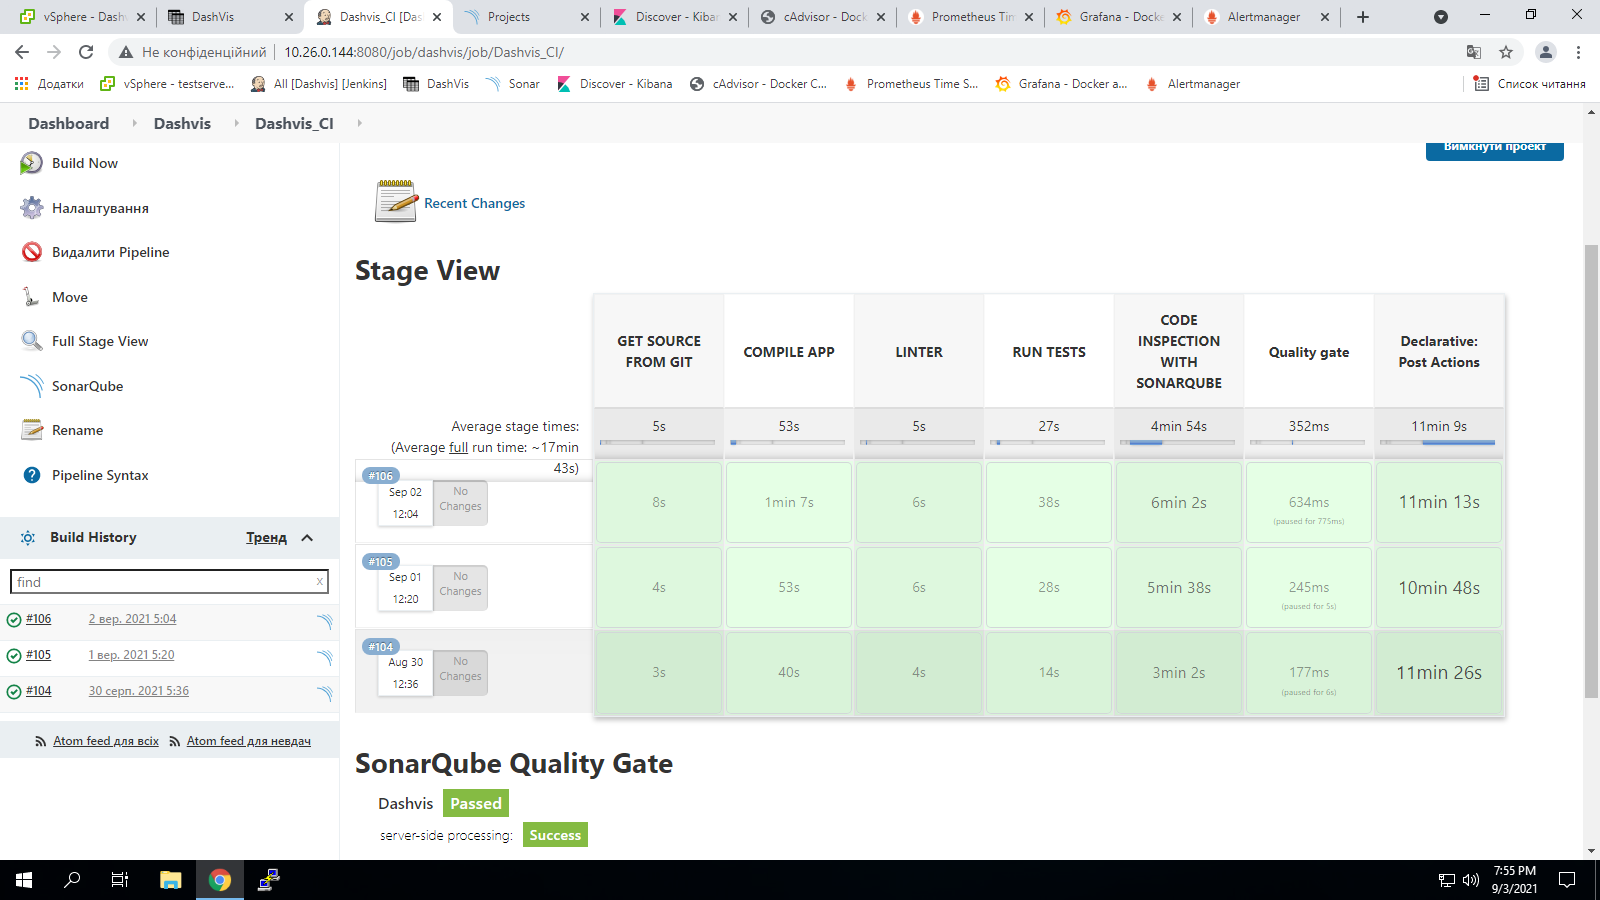 vSphere - Dashv
DashVis
Dashvis_CI [Das
Projects
Discover - Kibar
cAdvisor - Dock
Prometheus Tim
Grafana - Docke
Alertmanager
Не конфіденційний
10.26.0.144:8080/job/dashvis/job/Dashvis_CI/
Додатки
vSphere - testserve...
All [Dashvis] [Jenkins]
DashVis
Sonar
Discover - Kibana
cAdvisor - Docker C...
Prometheus Time S...
Grafana - Docker a...
Alertmanager
Список читання
Dashboard
Dashvis
Dashvis_CI
Build Now
Налаштування
Видалити Pipeline
Move
Full Stage View
SonarQube
Rename
Pipeline Syntax
Build History
Тренд
find
x
#106
2 вер. 2021 5:04
#105
1 вер. 2021 5:20
#104
30 серп. 2021 5:36
Atom feed для всіх
Atom feed для невдач
Вимкнути проект
Recent Changes
Stage View
GET SOURCE
FROM GIT
COMPILE APP
LINTER
RUN TESTS
CODE
INSPECTION
WITH
SONARQUBE
Quality gate
Declarative:
Post Actions
Average stage times:
(Average full run time: ~17min
43s)
5s
53s
5s
27s
4min 54s
352ms
11min 9s
#106
Sep 02
12:04
No
Changes
8s
1min 7s
6s
38s
6min 2s
634ms
(paused for 775ms)
11min 13s
#105
Sep 01
12:20
No
Changes
4s
53s
6s
28s
5min 38s
245ms
(paused for 5s)
10min 48s
#104
Aug 30
12:36
No
Changes
3s
40s
4s
14s
3min 2s
177ms
(paused for 6s)
11min 26s
SonarQube Quality Gate
Dashvis
Passed
server-side processing:
Success
7:55 PM
9/3/2021